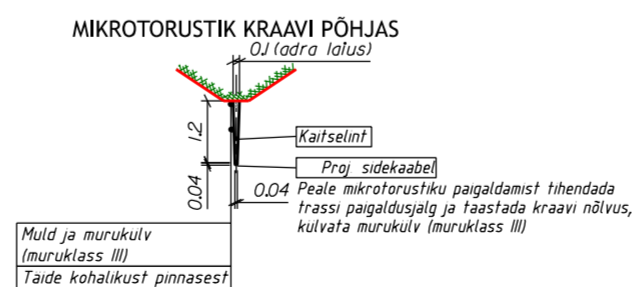 MIKROTORUSTIK KRAAVI PÕHJAS
0.1 (adra laius)
1.2
Kaitselint
Proj sidekaabel
0.04
0.04
Peale mikrotorustiku paigaldamist tihendada
trassi paigaldusjälg ja taastada kraavi nõlvus,
külvata murukülv (muruklass III)
Muld ja murukülv
(muruklass III)
Täide kohalikust pinnasest